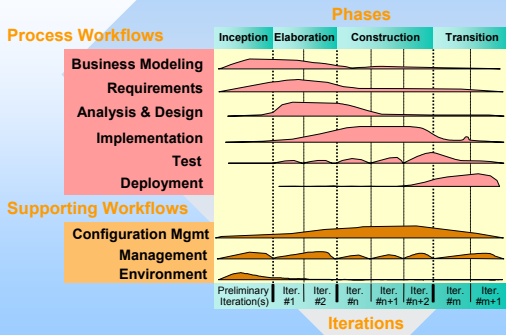 Phases
Process Workflows
Inception Elaboration Construction Transition
Business Modeling
Requirements
Analysis & Design
Implementation
Test
Deployment
Supporting Workflows
Configuration Mgmt
Management
Environment
Preliminary Iter. Iter. Iter. Iter. Iter. Iter. Iter.
Iteration(s) #1 #2 #n #n+1 #n+2 #m #m+1
Iterations